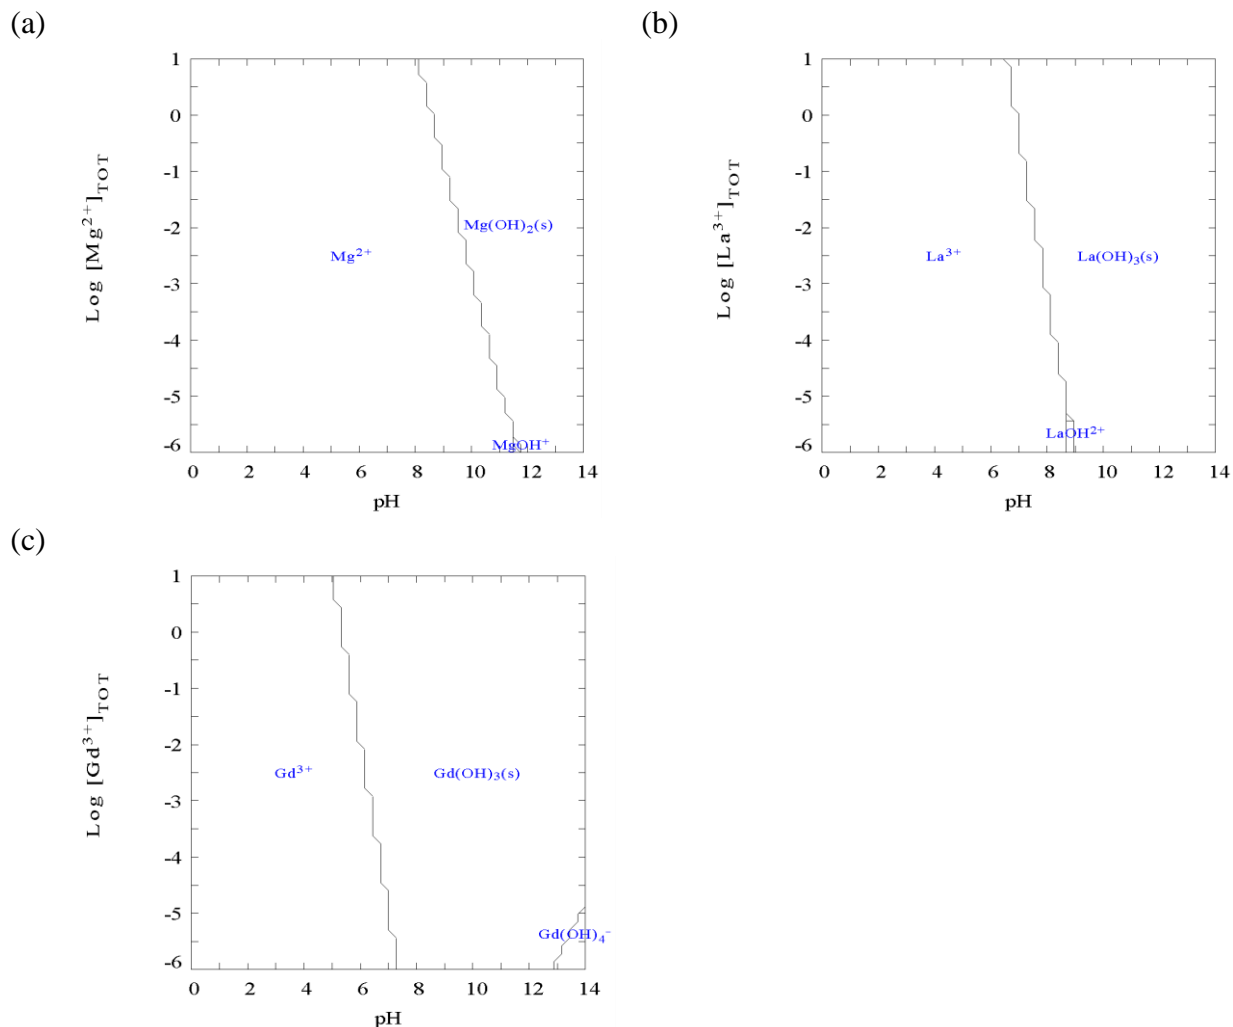 (a)
1
0
-1
-2
-3
-4
-5
-6
Log [Mg²⁺]TOT
Mg²⁺
Mg(OH)₂(s)
MgOH⁺
0 2 4 6 8 10 12 14
pH
(b)
1
0
-1
-2
-3
-4
-5
-6
Log [La³⁺]TOT
La³⁺
La(OH)₃(s)
LaOH²⁺
0 2 4 6 8 10 12 14
pH
(c)
1
0
-1
-2
-3
-4
-5
-6
Log [Gd³⁺]TOT
Gd³⁺
Gd(OH)₃(s)
Gd(OH)₄⁻
0 2 4 6 8 10 12 14
pH